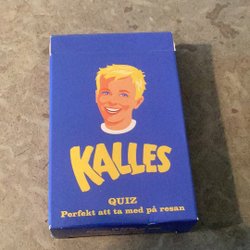 KALLES
QUIZ
Perfekt att ta med på resan